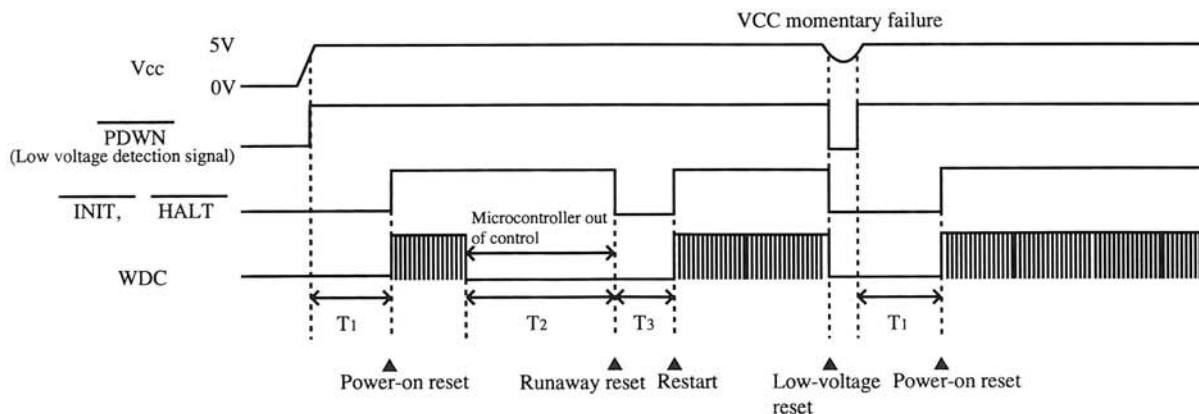 VCC momentary failure
5V
Vcc
0V
PDWN
(Low voltage detection signal)
INIT, HALT
Microcontroller out
of control
WDC
T1 T2 T3 T1
Power-on reset Runaway reset Restart Low-voltage
reset Power-on reset